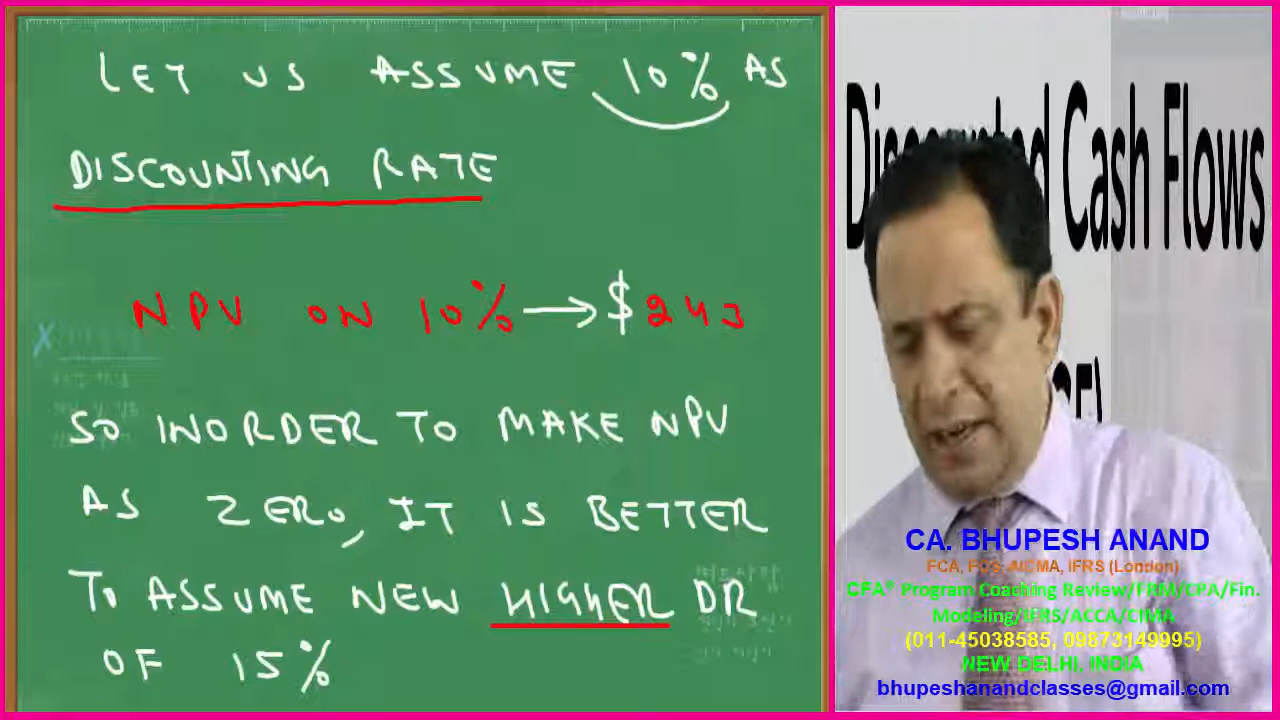 LET US ASSUME 10% AS
DISCOUNTING RATE
NPV ON 10% → $ 243
SO INORDER TO MAKE NPV
AS ZERO, IT IS BETTER
TO ASSUME NEW HIGHER DR
OF 15%
Cash Flows
CA. BHUPESH ANAND
FCA, AICMA, IFRS (London)
CFA® Program Coaching Review/FRM/CPA/Fin.
Modeling/IFRS/ACCA/CIMA
(011-45038585, 09873149995)
NEW DELHI, INDIA
bhupeshanandclasses@gmail.com